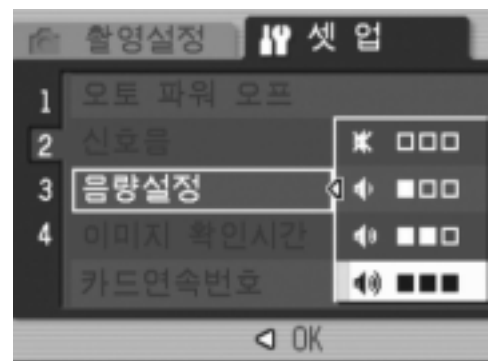 촬영설정 셋 업
1 오토 파워 오프
2 신호음
3 음량설정
4 이미지 확인시간
카드연속번호
OK